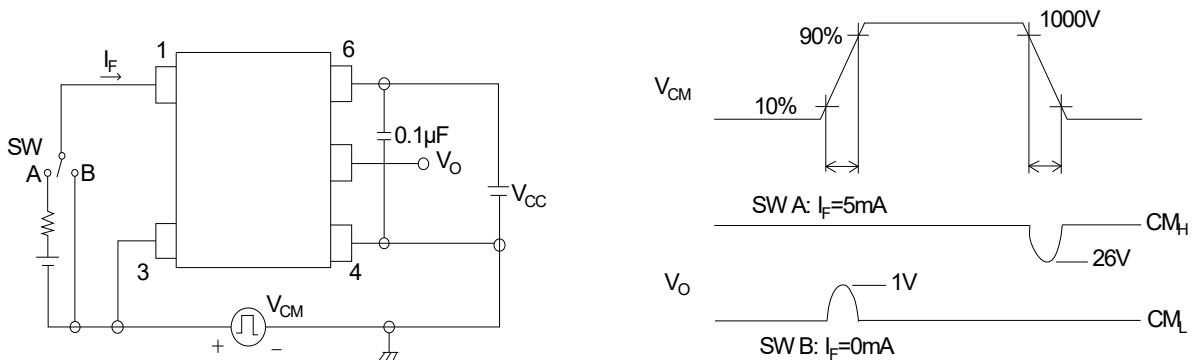 1
6
I_F
SW
A
B
0.1μF
V_O
V_CC
3
4
V_CM
+
−
90%
1000V
V_CM
10%
SW A: I_F=5mA
CM_H
26V
V_O
1V
CM_L
SW B: I_F=0mA